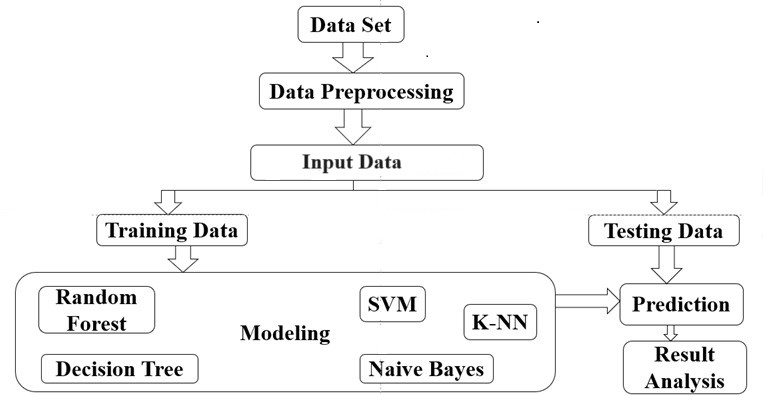 Data Set
Data Preprocessing
Input Data
Training Data
Testing Data
Random
Forest
SVM
K-NN
Modeling
Decision Tree
Naive Bayes
Prediction
Result
Analysis